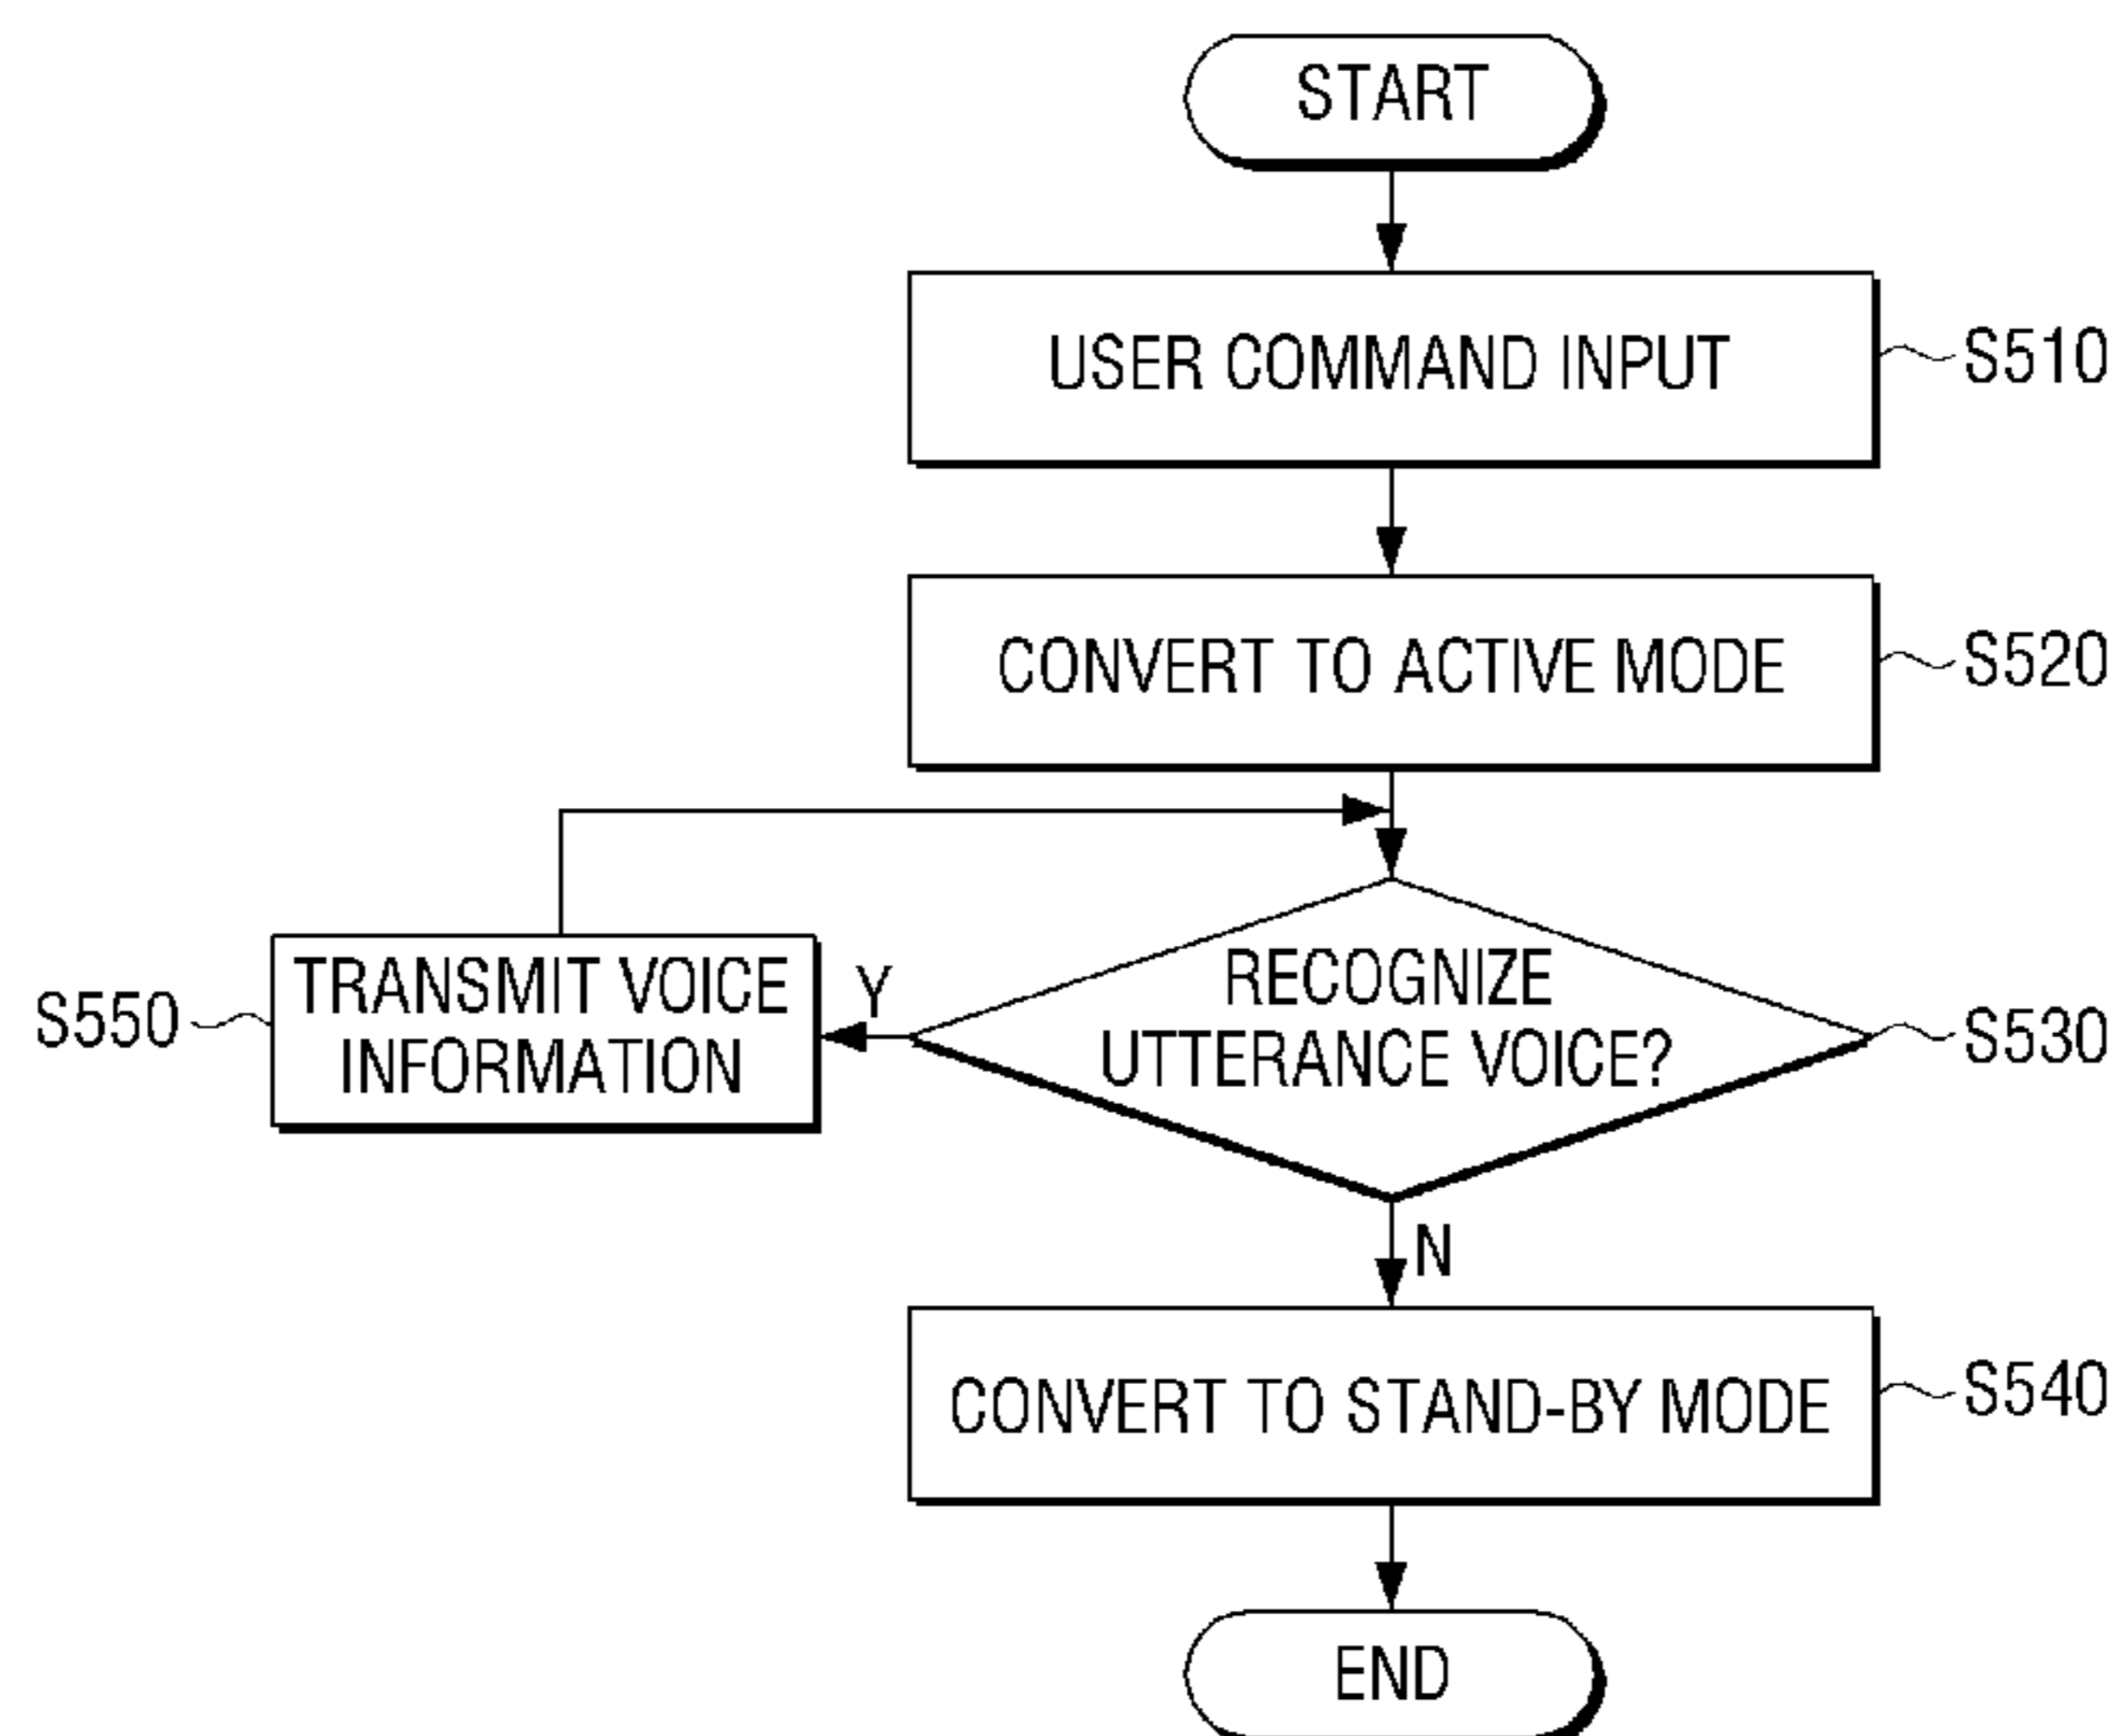 START
USER COMMAND INPUT
S510
CONVERT TO ACTIVE MODE
S520
RECOGNIZE
UTTERANCE VOICE?
S530
Y
TRANSMIT VOICE
INFORMATION
S550
N
CONVERT TO STAND-BY MODE
S540
END